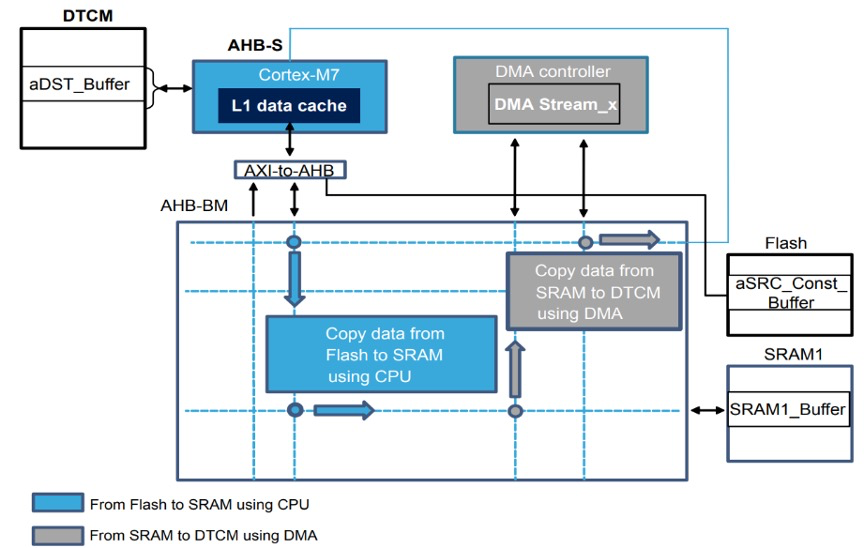 DTCM
aDST_Buffer
AHB-S
Cortex-M7
L1 data cache
DMA controller
DMA Stream_x
AXI-to-AHB
AHB-BM
Flash
aSRC_Const_
Buffer
Copy data from
SRAM to DTCM
using DMA
Copy data from
Flash to SRAM
using CPU
SRAM1
SRAM1_Buffer
From Flash to SRAM using CPU
From SRAM to DTCM using DMA